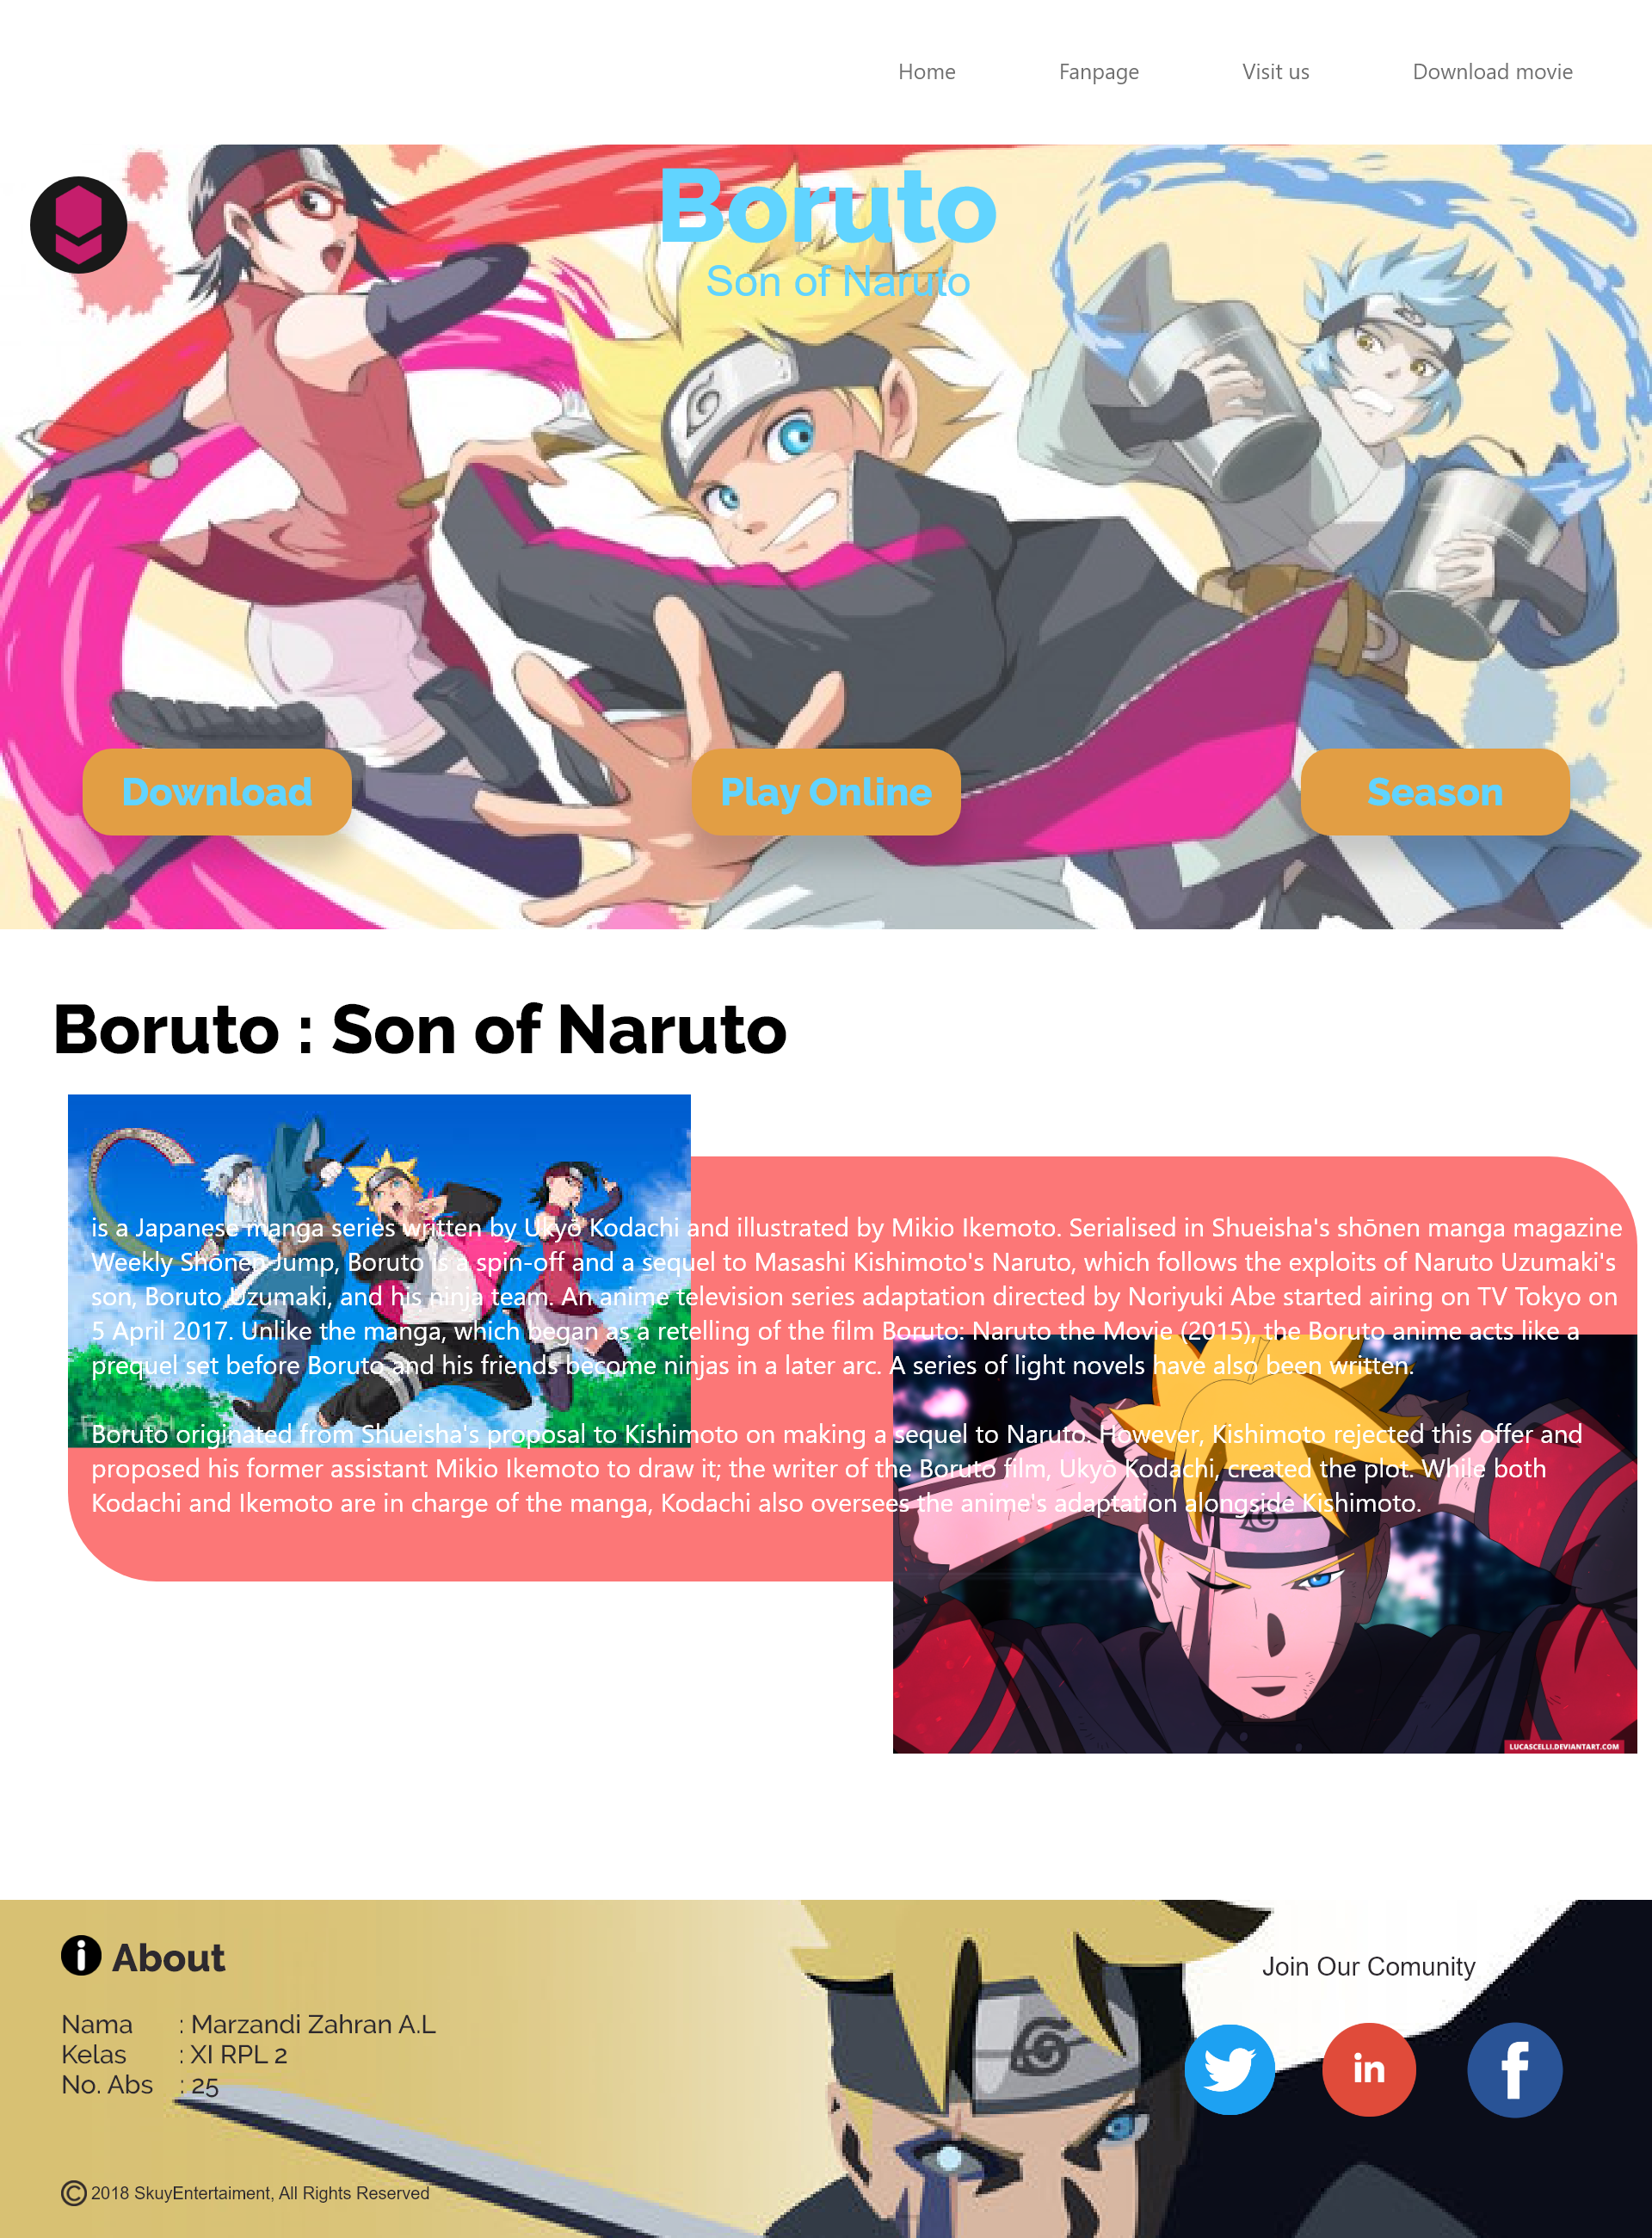 Home Fanpage Visit us Download movie
Boruto
Son of Naruto
Download Play Online Season
Boruto : Son of Naruto
is a Japanese manga series written by Ukyō Kodachi and illustrated by Mikio Ikemoto. Serialised in Shueisha's shōnen manga magazine
Weekly Shōnen Jump, Boruto is a spin-off and a sequel to Masashi Kishimoto's Naruto, which follows the exploits of Naruto Uzumaki's
son, Boruto Uzumaki, and his ninja team. An anime television series adaptation directed by Noriyuki Abe started airing on TV Tokyo on
5 April 2017. Unlike the manga, which began as a retelling of the film Boruto: Naruto the Movie (2015), the Boruto anime acts like a
prequel set before Boruto and his friends become ninjas in a later arc. A series of light novels have also been written.
Boruto originated from Shueisha's proposal to Kishimoto on making a sequel to Naruto. However, Kishimoto rejected this offer and
proposed his former assistant Mikio Ikemoto to draw it; the writer of the Boruto film, Ukyō Kodachi, created the plot. While both
Kodachi and Ikemoto are in charge of the manga, Kodachi also oversees the anime's adaptation alongside Kishimoto.
LUCASCELLI.DEVIANTART.COM
i About
Join Our Comunity
Nama : Marzandi Zahran A.L
Kelas : XI RPL 2
No. Abs : 25
in f
© 2018 SkuyEntertaiment, All Rights Reserved